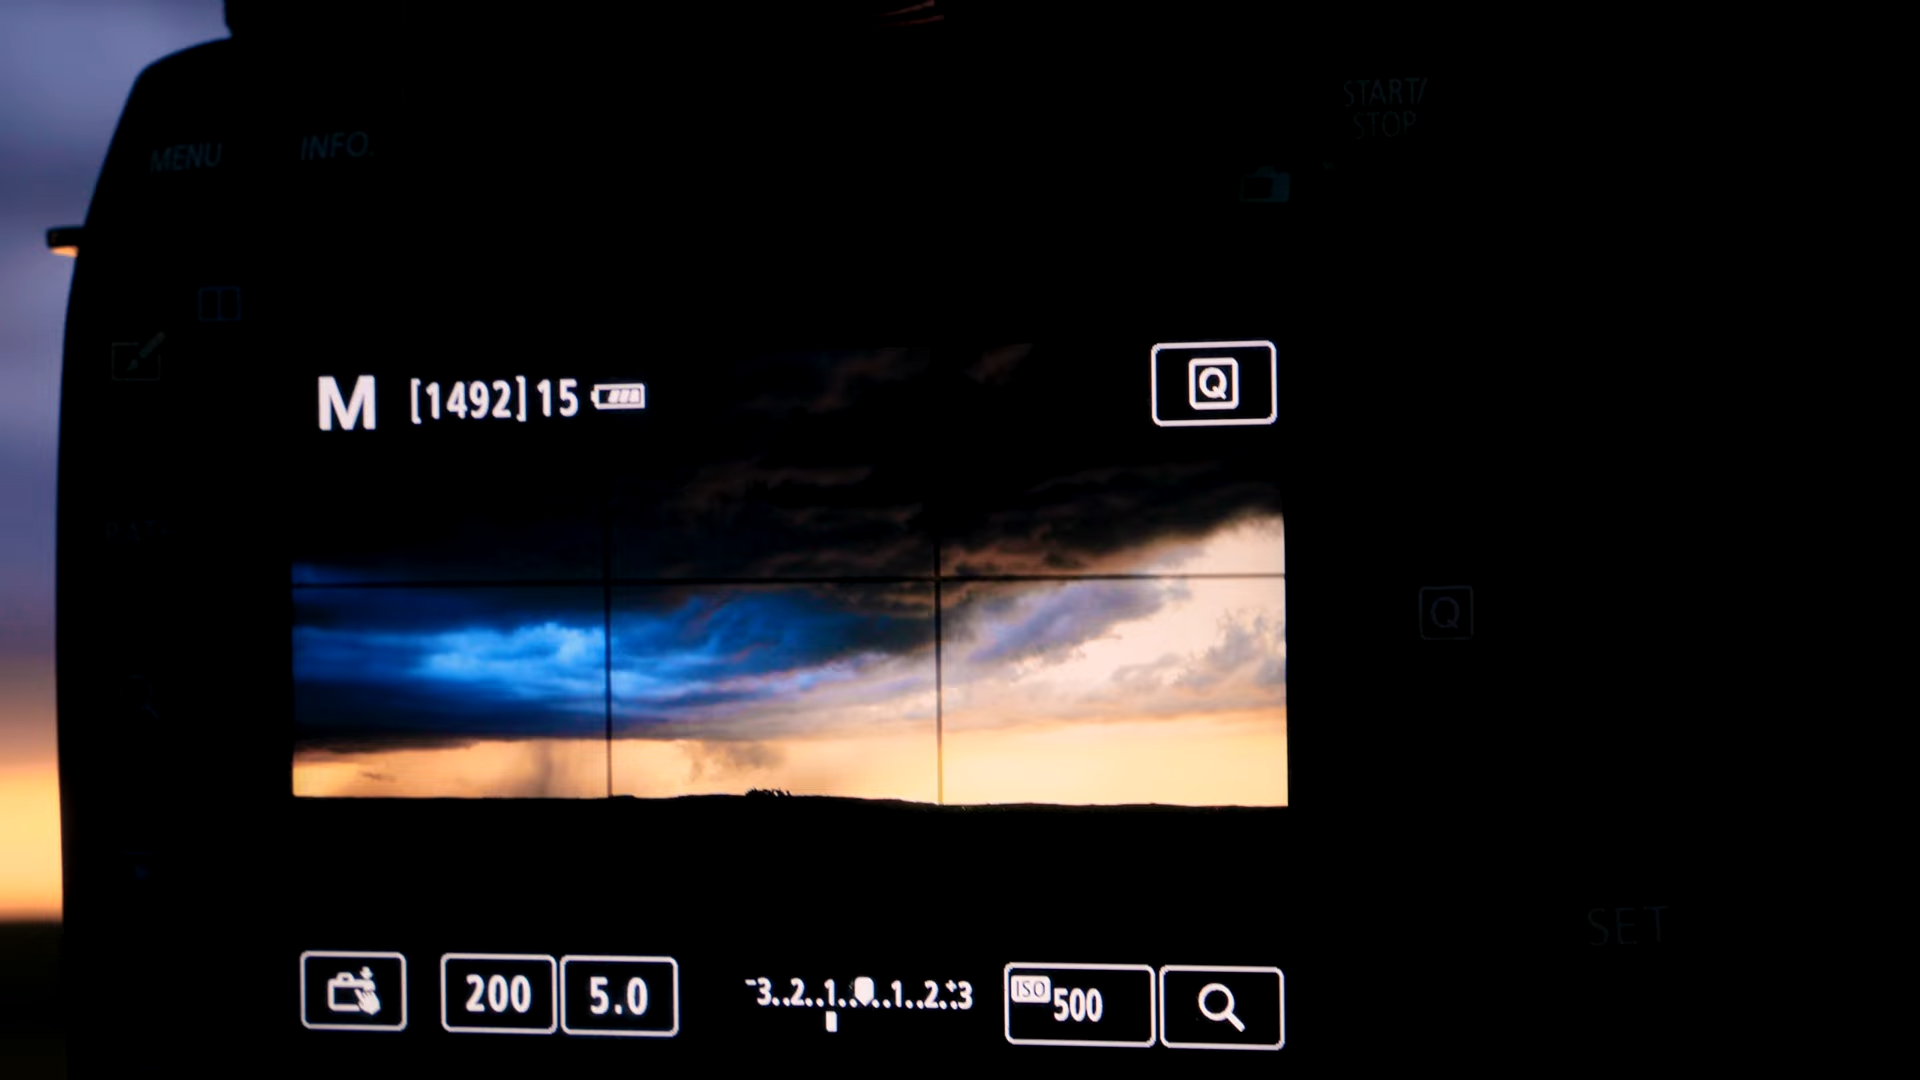 START/
STOP
MENU INFO.
M [1492] 15 Q
Q
SET
200 5.0 -3..2..1..0..1..2..+3 ISO 500